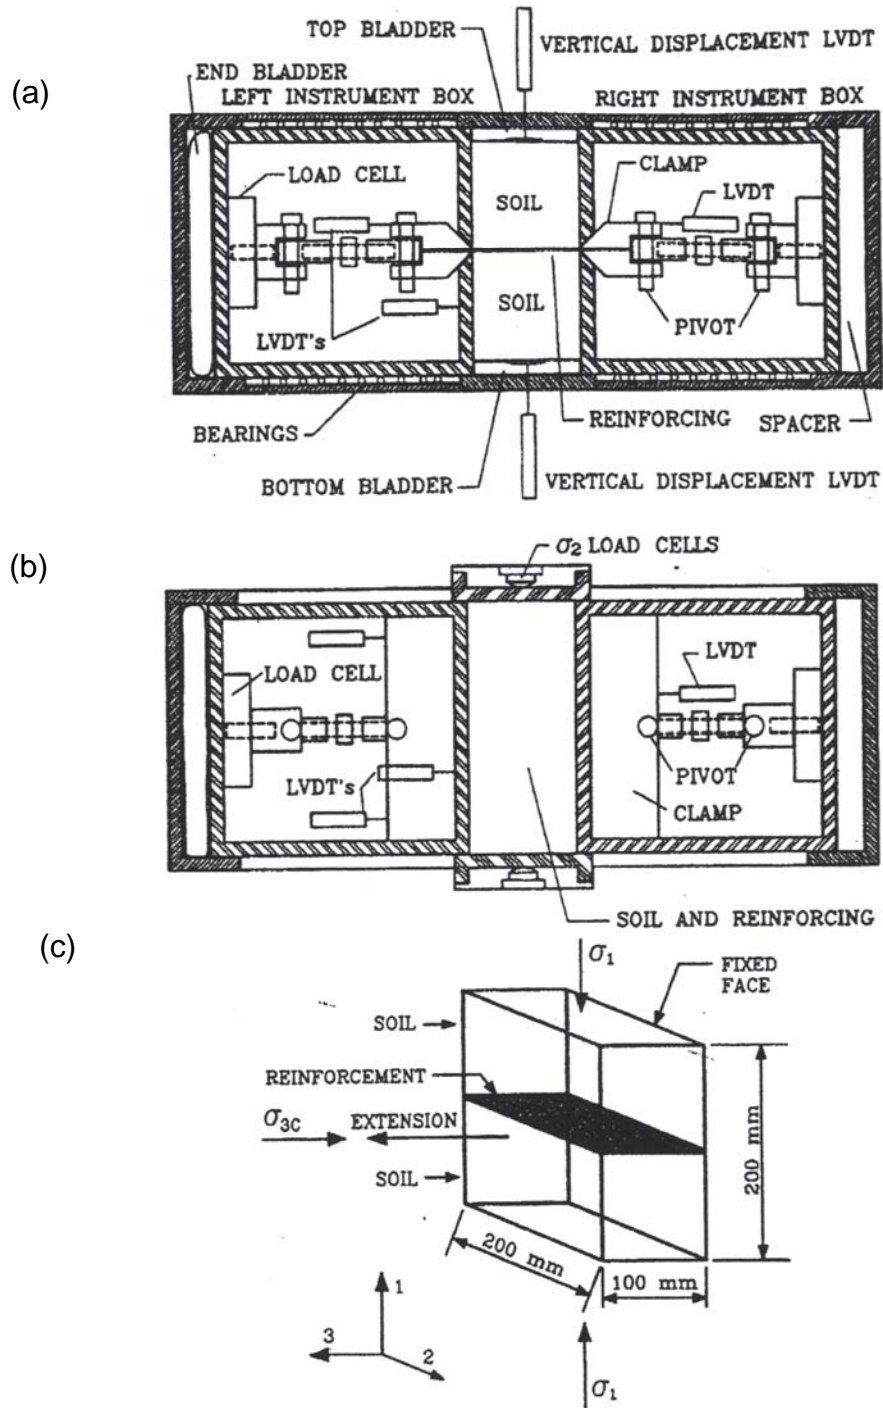 (a)
TOP BLADDER
VERTICAL DISPLACEMENT LVDT
END BLADDER
LEFT INSTRUMENT BOX
RIGHT INSTRUMENT BOX
LOAD CELL
SOIL
CLAMP
LVDT
SOIL
LVDT's
PIVOT
BEARINGS
REINFORCING
SPACER
BOTTOM BLADDER
VERTICAL DISPLACEMENT LVDT
(b)
σ2 LOAD CELLS
LOAD CELL
LVDT
LVDT's
PIVOT
CLAMP
SOIL AND REINFORCING
(c)
σ1
FIXED
FACE
SOIL
REINFORCEMENT
σ3C
EXTENSION
SOIL
200 mm
200 mm
100 mm
1
3
2
σ1